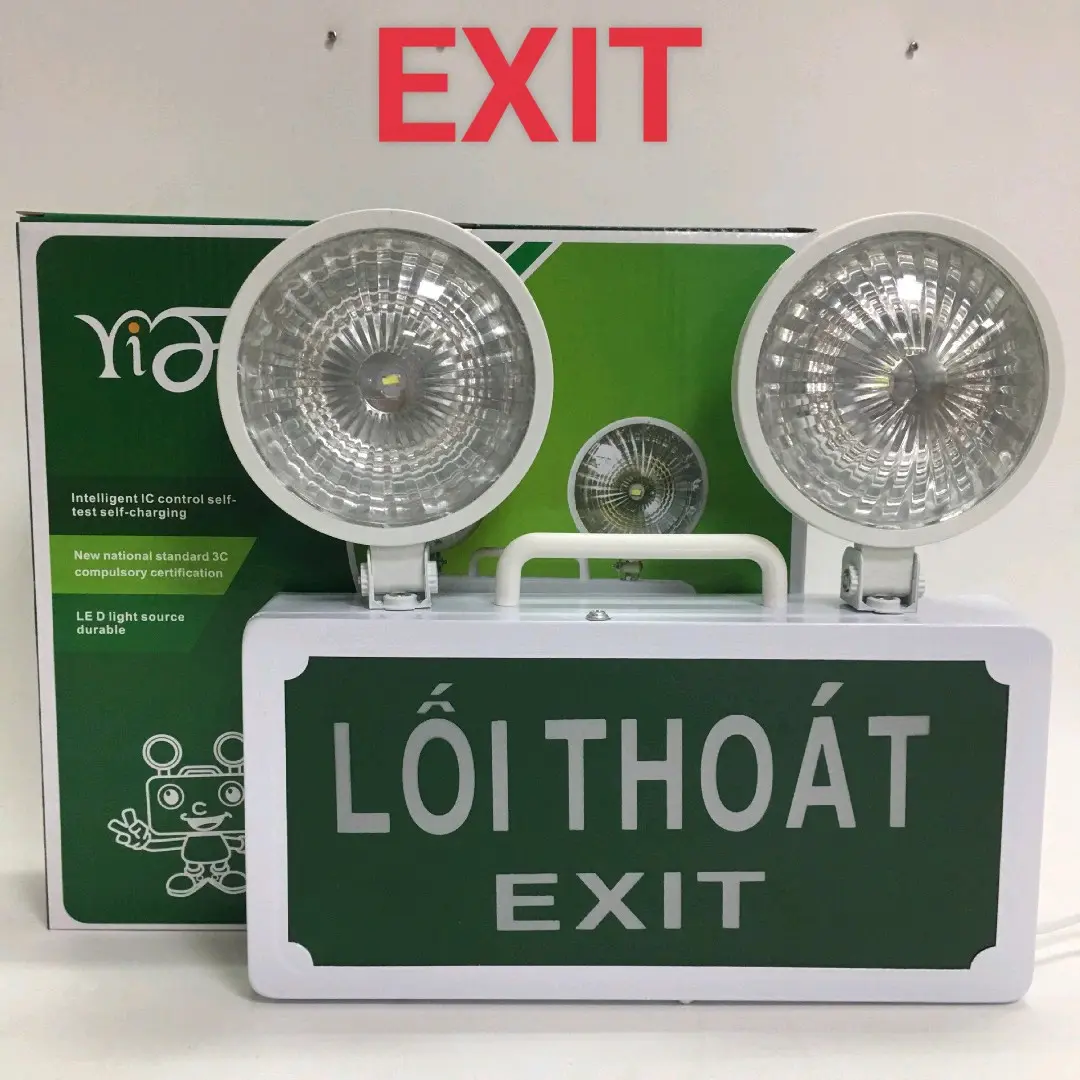 EXIT
Intelligent IC control self-
test self-charging
New national standard 3C
compulsory certification
LED light source
durable
C
LỐI THOÁT
EXIT